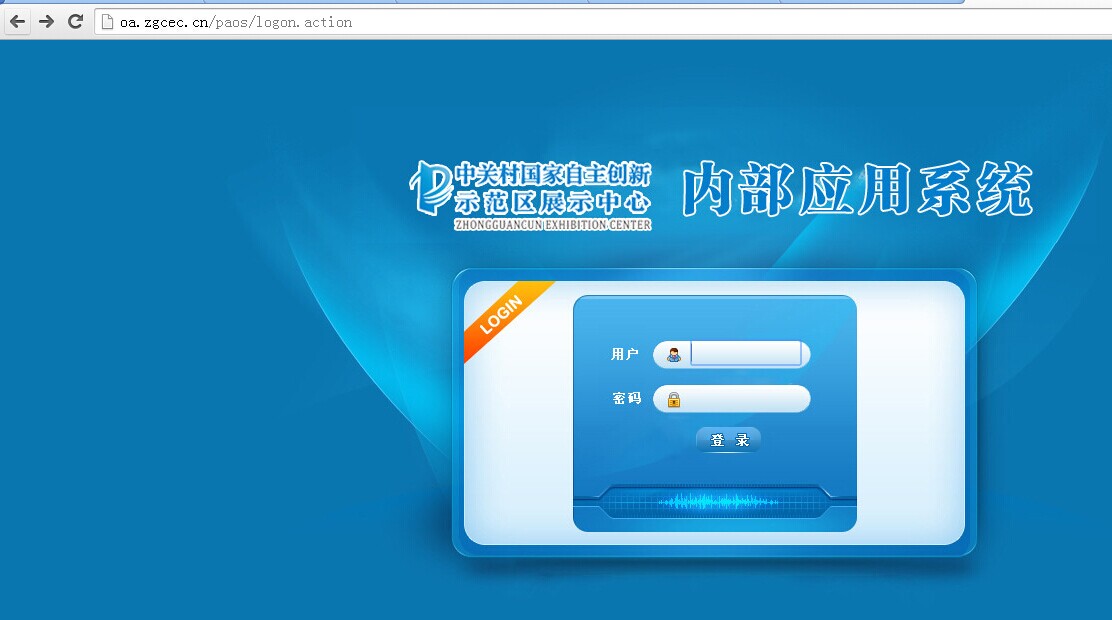 oa.zgcec.cn/paos/logon.action
中关村国家自主创新
示范区展示中心
ZHONGGUANCUN EXHIBITION CENTER
内部应用系统
LOGIN
用户
密码
登 录